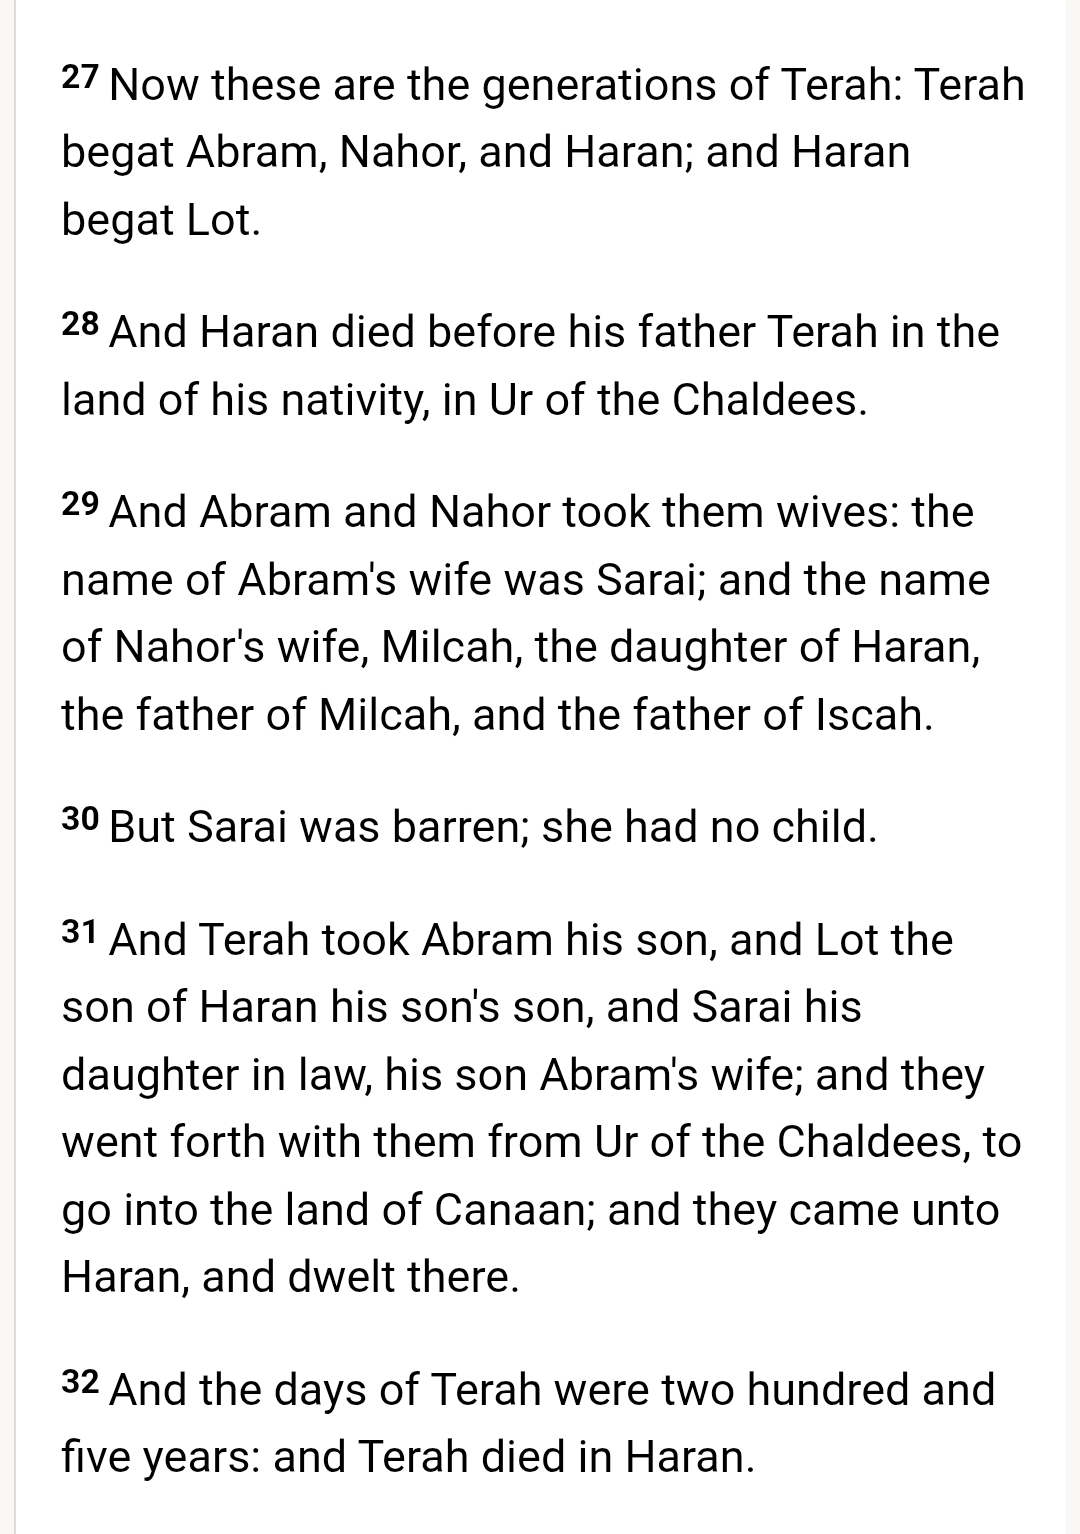 27 Now these are the generations of Terah: Terah
begat Abram, Nahor, and Haran; and Haran
begat Lot.
28 And Haran died before his father Terah in the
land of his nativity, in Ur of the Chaldees.
29 And Abram and Nahor took them wives: the
name of Abram's wife was Sarai; and the name
of Nahor's wife, Milcah, the daughter of Haran,
the father of Milcah, and the father of Iscah.
30 But Sarai was barren; she had no child.
31 And Terah took Abram his son, and Lot the
son of Haran his son's son, and Sarai his
daughter in law, his son Abram's wife; and they
went forth with them from Ur of the Chaldees, to
go into the land of Canaan; and they came unto
Haran, and dwelt there.
32 And the days of Terah were two hundred and
five years: and Terah died in Haran.